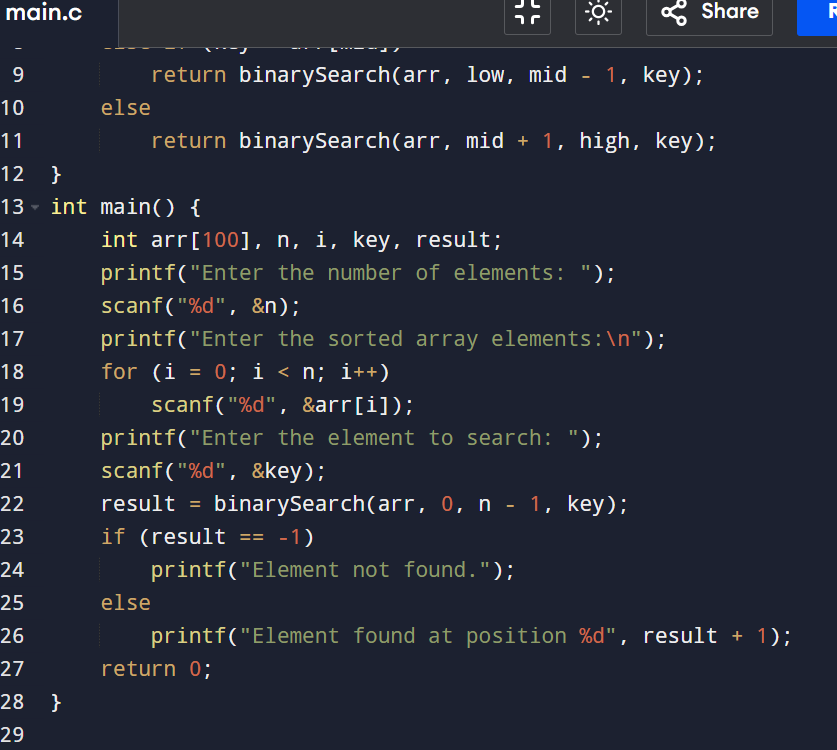 main.c
Share
9 return binarySearch(arr, low, mid - 1, key);
10 else
11 return binarySearch(arr, mid + 1, high, key);
12 }
13 int main() {
14 int arr[100], n, i, key, result;
15 printf("Enter the number of elements: ");
16 scanf("%d", &n);
17 printf("Enter the sorted array elements:\n");
18 for (i = 0; i < n; i++)
19 scanf("%d", &arr[i]);
20 printf("Enter the element to search: ");
21 scanf("%d", &key);
22 result = binarySearch(arr, 0, n - 1, key);
23 if (result == -1)
24 printf("Element not found.");
25 else
26 printf("Element found at position %d", result + 1);
27 return 0;
28 }
29